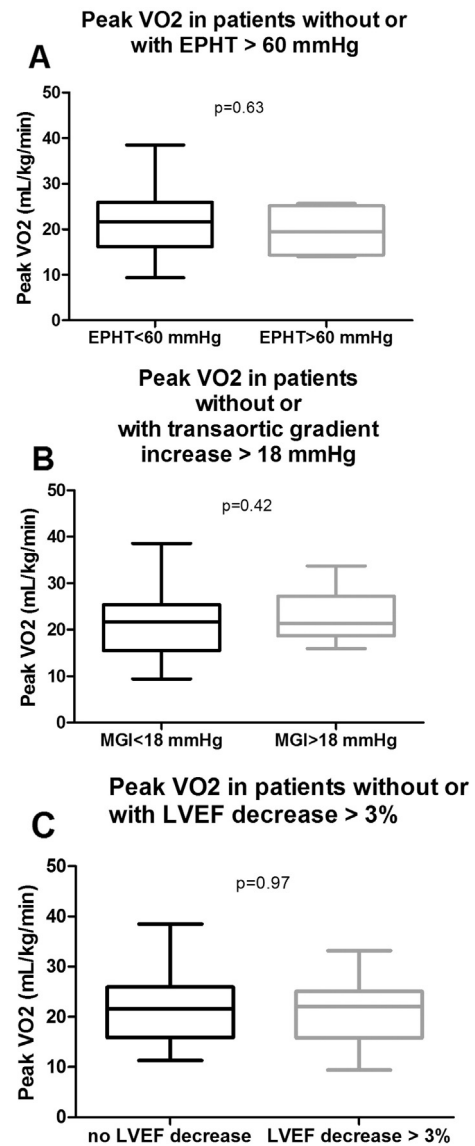 Peak VO2 in patients without or
with EPHT > 60 mmHg
A
p=0.63
Peak VO2 (mL/kg/min)
50
40
30
20
10
0
EPHT<60 mmHg EPHT>60 mmHg
Peak VO2 in patients
without or
with transaortic gradient
increase > 18 mmHg
B
p=0.42
Peak VO2 (mL/kg/min)
50
40
30
20
10
0
MGI<18 mmHg MGI>18 mmHg
Peak VO2 in patients without or
with LVEF decrease > 3%
C
p=0.97
Peak VO2 (mL/kg/min)
50
40
30
20
10
0
no LVEF decrease LVEF decrease > 3%